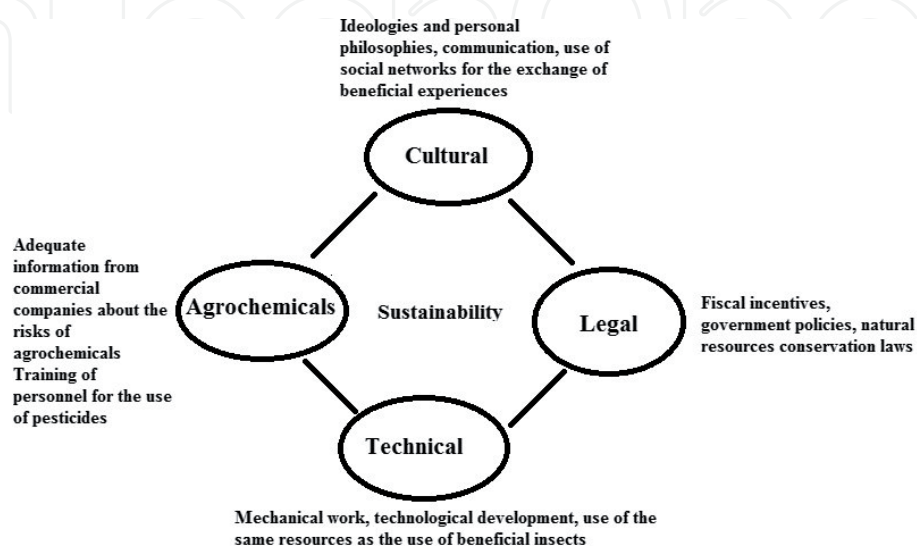 Ideologies and personal
philosophies, communication, use of
social networks for the exchange of
beneficial experiences
Cultural
Adequate
information from
commercial
companies about the
risks of
agrochemicals
Training of
personnel for the use
of pesticides
Agrochemicals
Sustainability
Legal
Fiscal incentives,
government policies, natural
resources conservation laws
Technical
Mechanical work, technological development, use of the
same resources as the use of beneficial insects